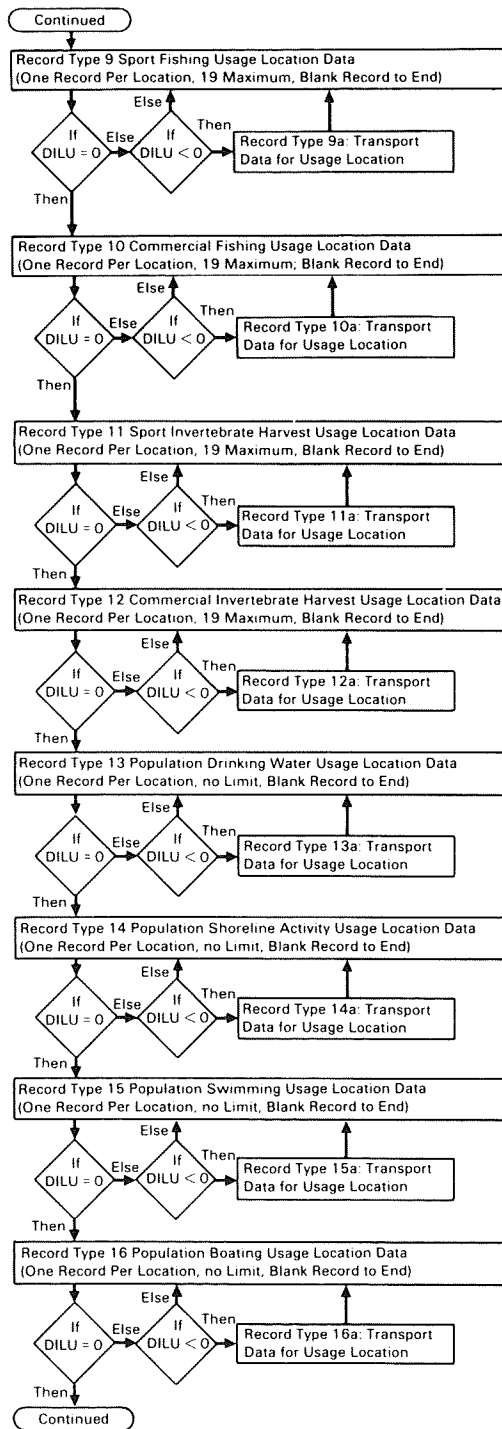 Continued
Record Type 9 Sport Fishing Usage Location Data
(One Record Per Location, 19 Maximum, Blank Record to End)
Else
If
DILU = 0
Else
If
DILU < 0
Then
Record Type 9a: Transport
Data for Usage Location
Then
Record Type 10 Commercial Fishing Usage Location Data
(One Record Per Location, 19 Maximum; Blank Record to End)
Else
If
DILU = 0
Else
If
DILU < 0
Then
Record Type 10a: Transport
Data for Usage Location
Then
Record Type 11 Sport Invertebrate Harvest Usage Location Data
(One Record Per Location, 19 Maximum, Blank Record to End)
Else
If
DILU = 0
Else
If
DILU < 0
Then
Record Type 11a: Transport
Data for Usage Location
Then
Record Type 12 Commercial Invertebrate Harvest Usage Location Data
(One Record Per Location, 19 Maximum, Blank Record to End)
Else
If
DILU = 0
Else
If
DILU < 0
Then
Record Type 12a: Transport
Data for Usage Location
Then
Record Type 13 Population Drinking Water Usage Location Data
(One Record Per Location, no Limit, Blank Record to End)
Else
If
DILU = 0
Else
If
DILU < 0
Then
Record Type 13a: Transport
Data for Usage Location
Then
Record Type 14 Population Shoreline Activity Usage Location Data
(One Record Per Location, no Limit, Blank Record to End)
Else
If
DILU = 0
Else
If
DILU < 0
Then
Record Type 14a: Transport
Data for Usage Location
Then
Record Type 15 Population Swimming Usage Location Data
(One Record Per Location, no Limit, Blank Record to End)
Else
If
DILU = 0
Else
If
DILU < 0
Then
Record Type 15a: Transport
Data for Usage Location
Then
Record Type 16 Population Boating Usage Location Data
(One Record Per Location, no Limit, Blank Record to End)
Else
If
DILU = 0
Else
If
DILU < 0
Then
Record Type 16a: Transport
Data for Usage Location
Then
Continued